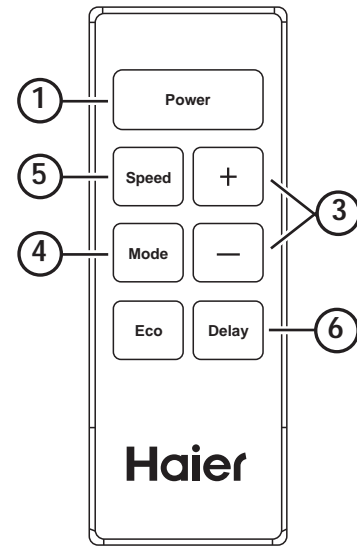 1
Power
5 Speed + 3
4 Mode —
Eco Delay 6
Haier